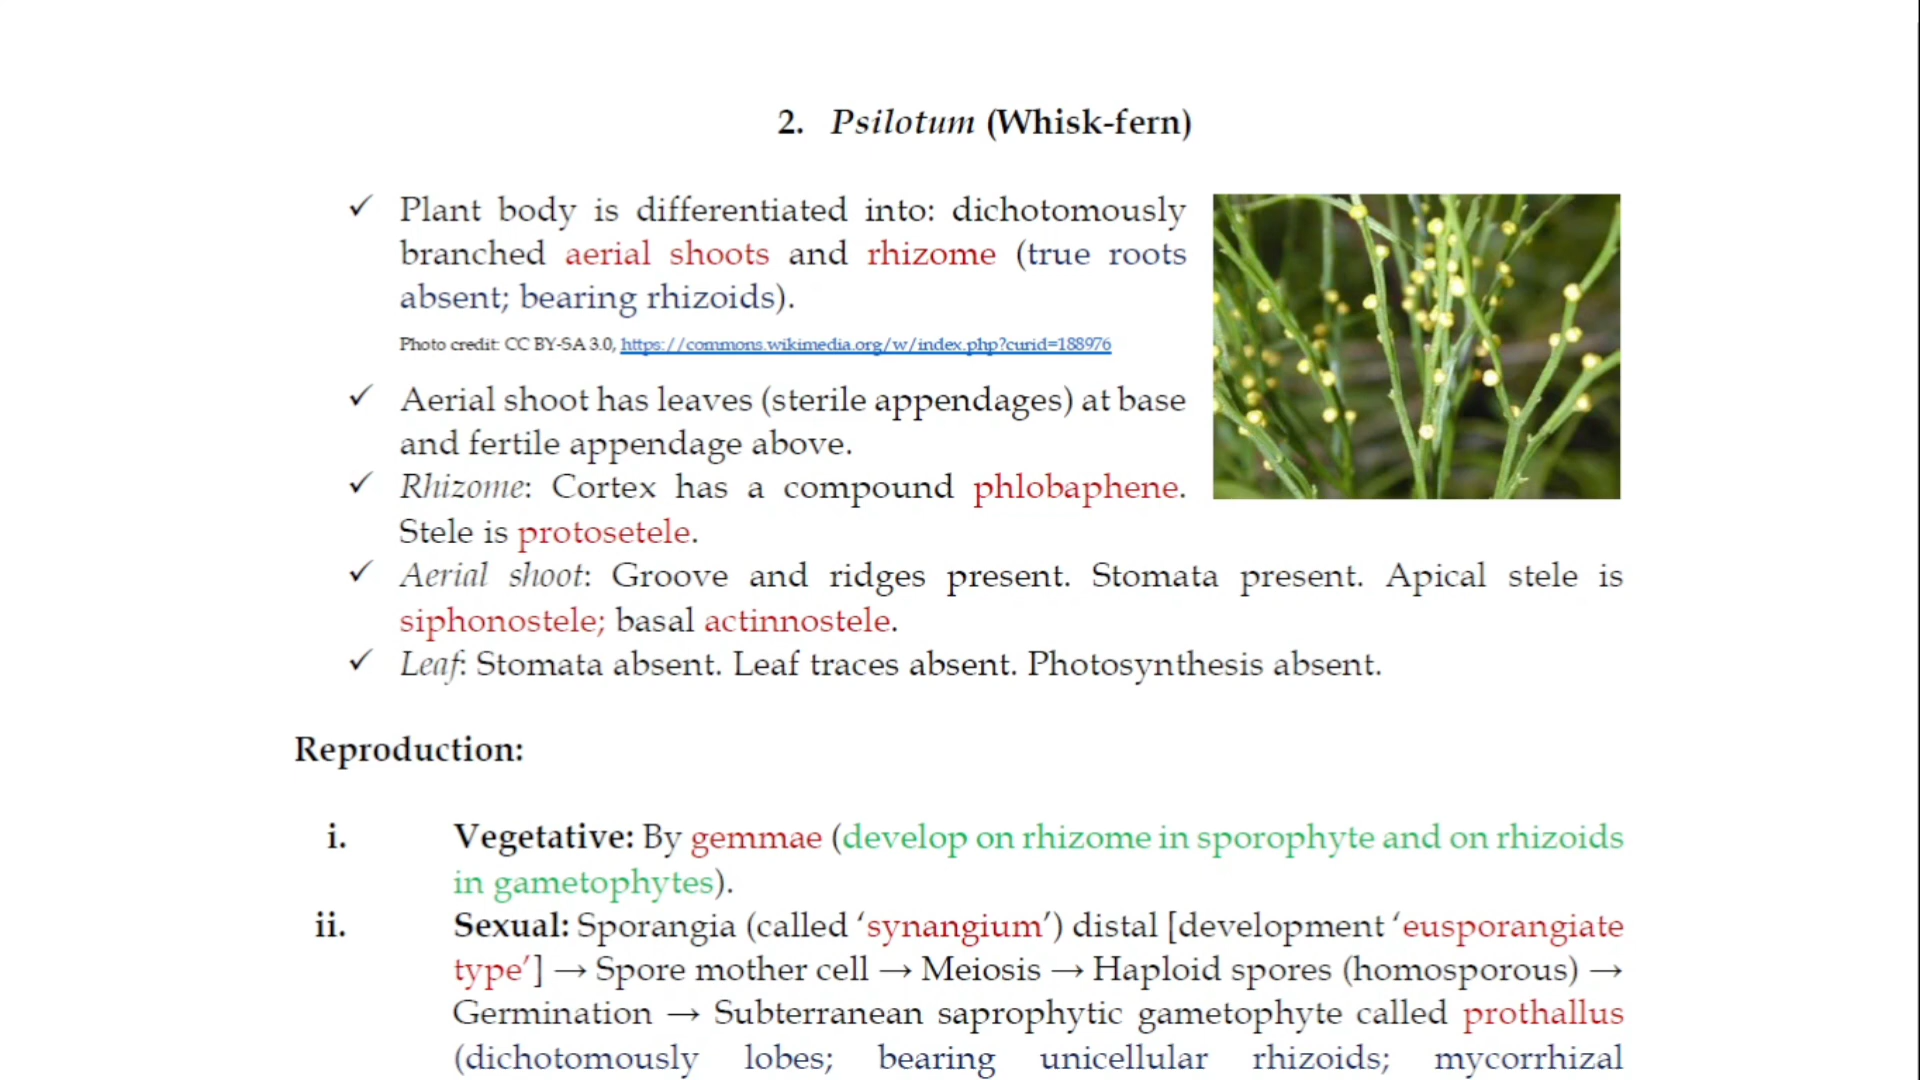 2. Psilotum (Whisk-fern)
✓ Plant body is differentiated into: dichotomously
branched aerial shoots and rhizome (true roots
absent; bearing rhizoids).
Photo credit: CC BY-SA 3.0, https://commons.wikimedia.org/w/index.php?curid=188976
✓ Aerial shoot has leaves (sterile appendages) at base
and fertile appendage above.
✓ Rhizome: Cortex has a compound phlobaphene.
Stele is protosetele.
✓ Aerial shoot: Groove and ridges present. Stomata present. Apical stele is
siphonostele; basal actinnostele.
✓ Leaf: Stomata absent. Leaf traces absent. Photosynthesis absent.
Reproduction:
i. Vegetative: By gemmae (develop on rhizome in sporophyte and on rhizoids
in gametophytes).
ii. Sexual: Sporangia (called ‘synangium’) distal [development ‘eusporangiate
type’] → Spore mother cell → Meiosis → Haploid spores (homosporous) →
Germination → Subterranean saprophytic gametophyte called prothallus
(dichotomously lobes; bearing unicellular rhizoids; mycorrhizal